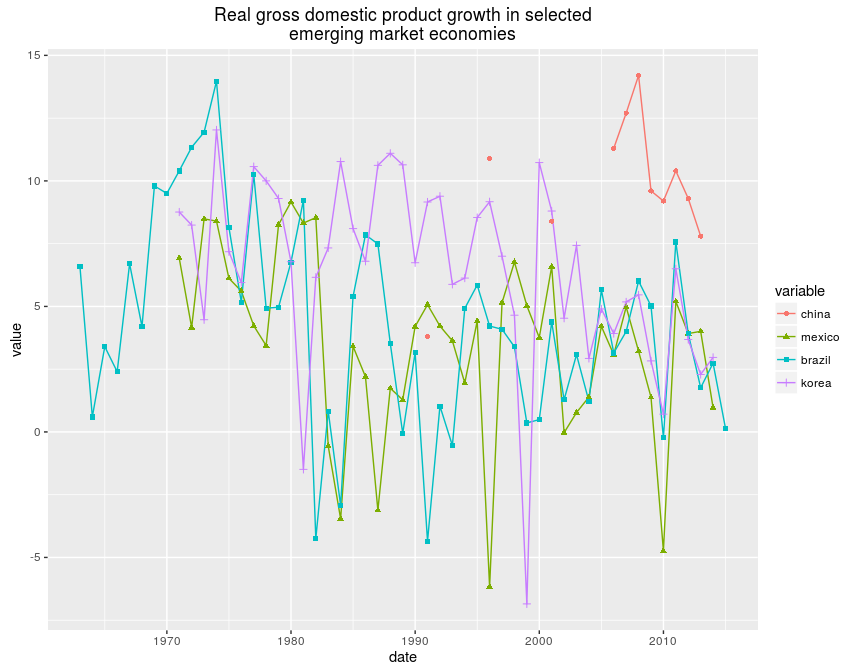 Real gross domestic product growth in selected
emerging market economies
15
10
5
0
-5
value
1970
1980
1990
2000
2010
date
variable
china
mexico
brazil
korea